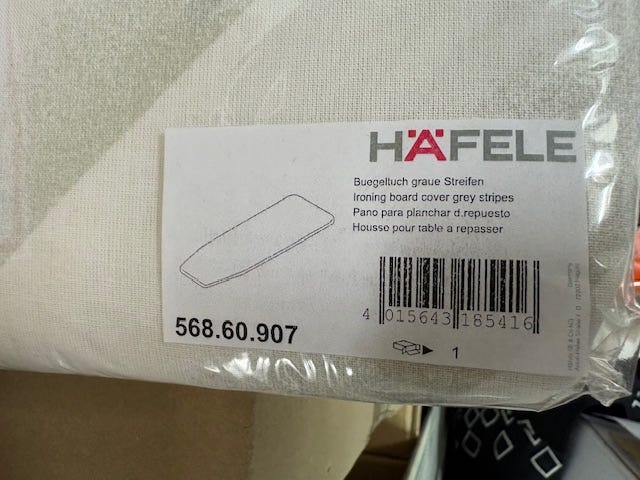 HÄFELE
Buegeltuch graue Streifen
Ironing board cover grey stripes
Pano para planchar d.repuesto
Housse pour table a repasser
4 015643 185416
568.60.907
1